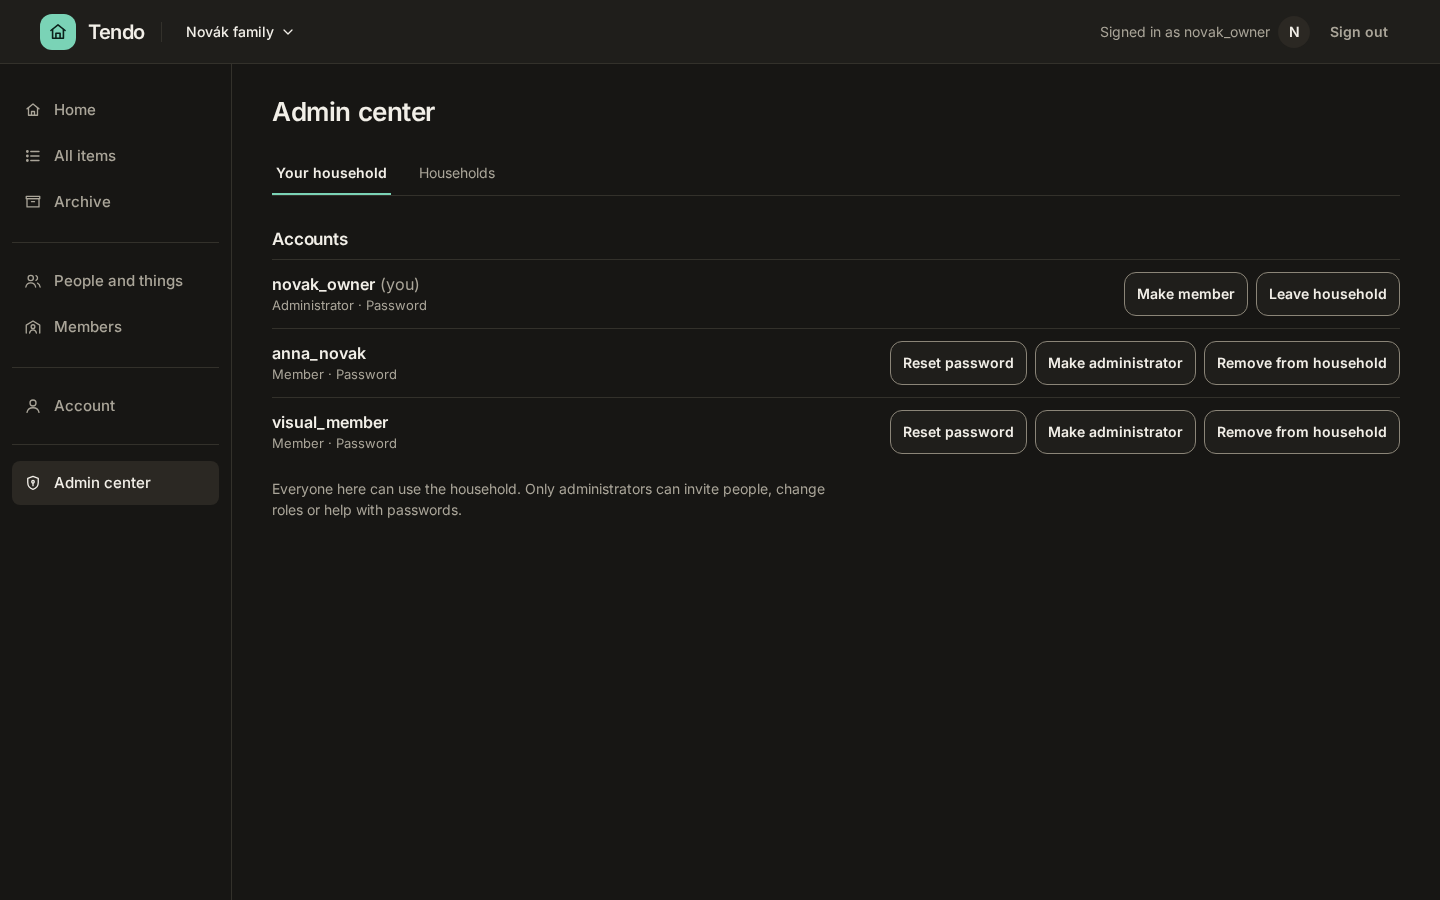 Tendo
Novák family
Signed in as novak_owner
N
Sign out
Home
All items
Archive
People and things
Members
Account
Admin center
Admin center
Your household
Households
Accounts
novak_owner (you)
Administrator · Password
Make member
Leave household
anna_novak
Member · Password
Reset password
Make administrator
Remove from household
visual_member
Member · Password
Reset password
Make administrator
Remove from household
Everyone here can use the household. Only administrators can invite people, change
roles or help with passwords.